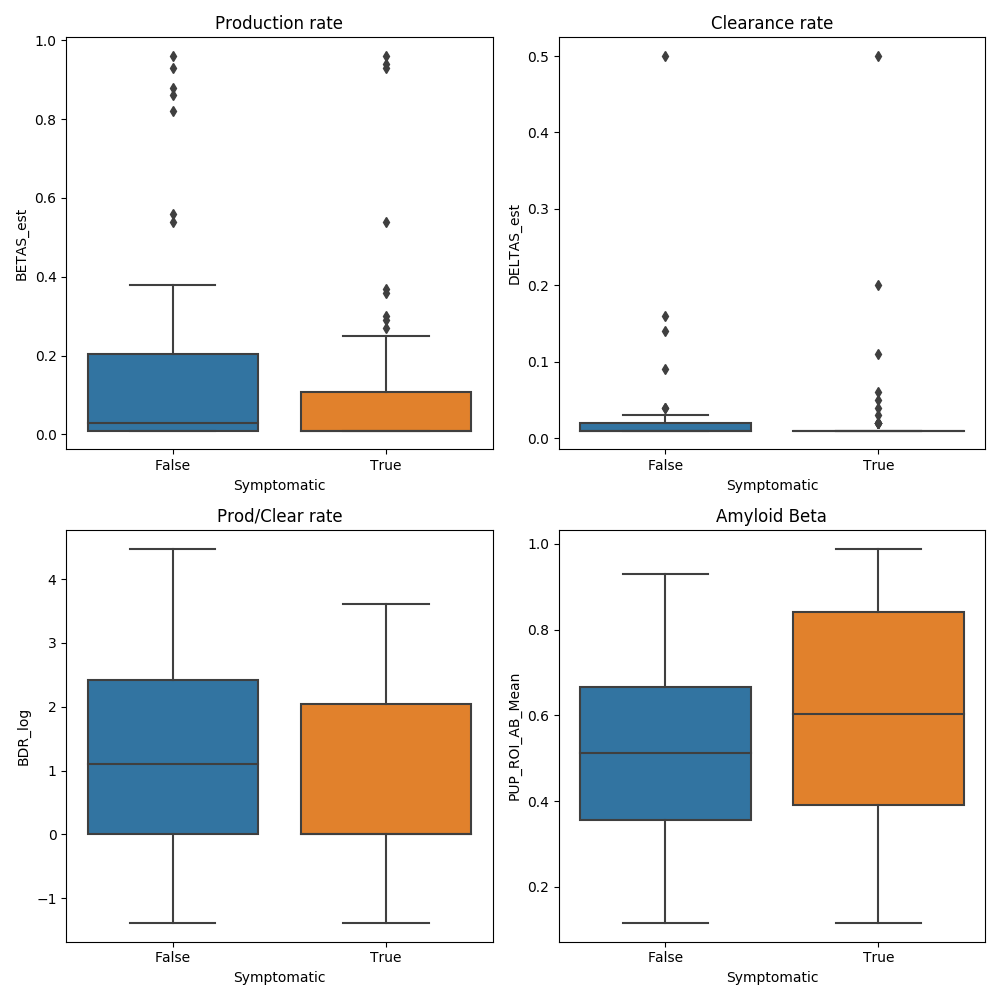 Production rate
BETAS_est
1.0
0.8
0.6
0.4
0.2
0.0
False
True
Symptomatic
Clearance rate
DELTAS_est
0.5
0.4
0.3
0.2
0.1
0.0
False
True
Symptomatic
Prod/Clear rate
BDR_log
4
3
2
1
0
−1
False
True
Symptomatic
Amyloid Beta
PUP_ROI_AB_Mean
1.0
0.8
0.6
0.4
0.2
False
True
Symptomatic